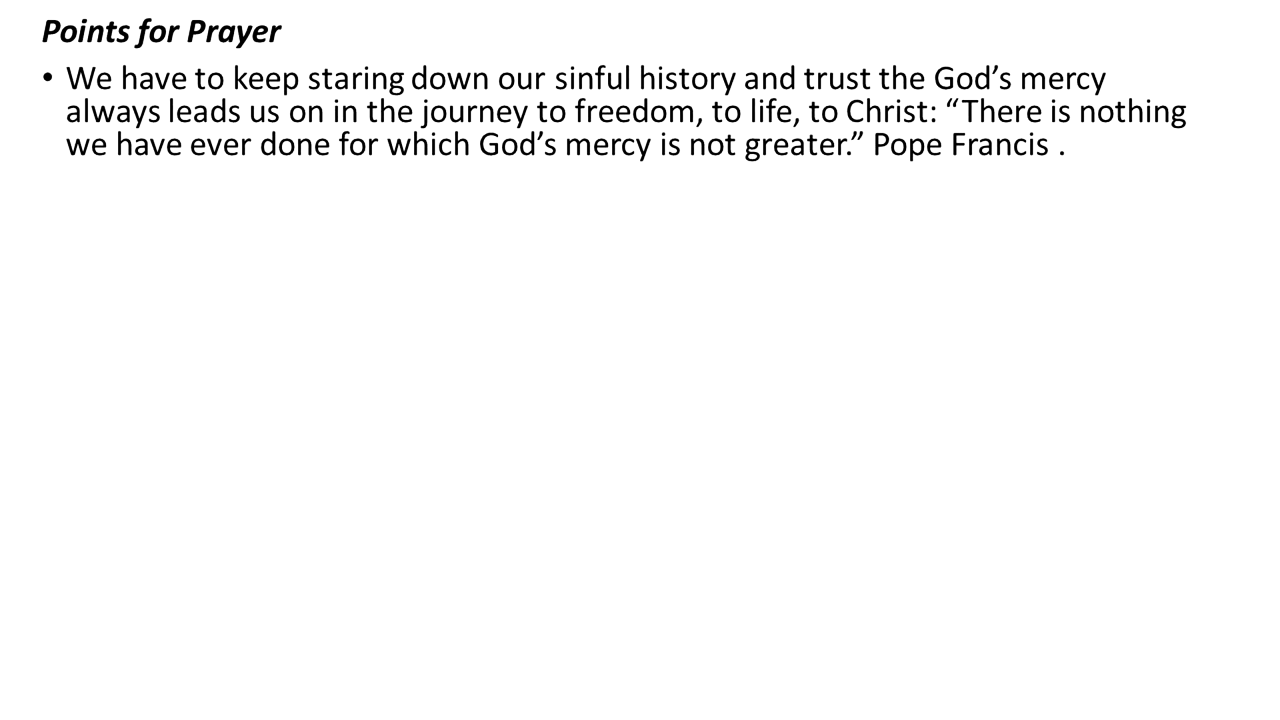 Points for Prayer
• We have to keep staring down our sinful history and trust the God’s mercy
always leads us on in the journey to freedom, to life, to Christ: “There is nothing
we have ever done for which God’s mercy is not greater.” Pope Francis .